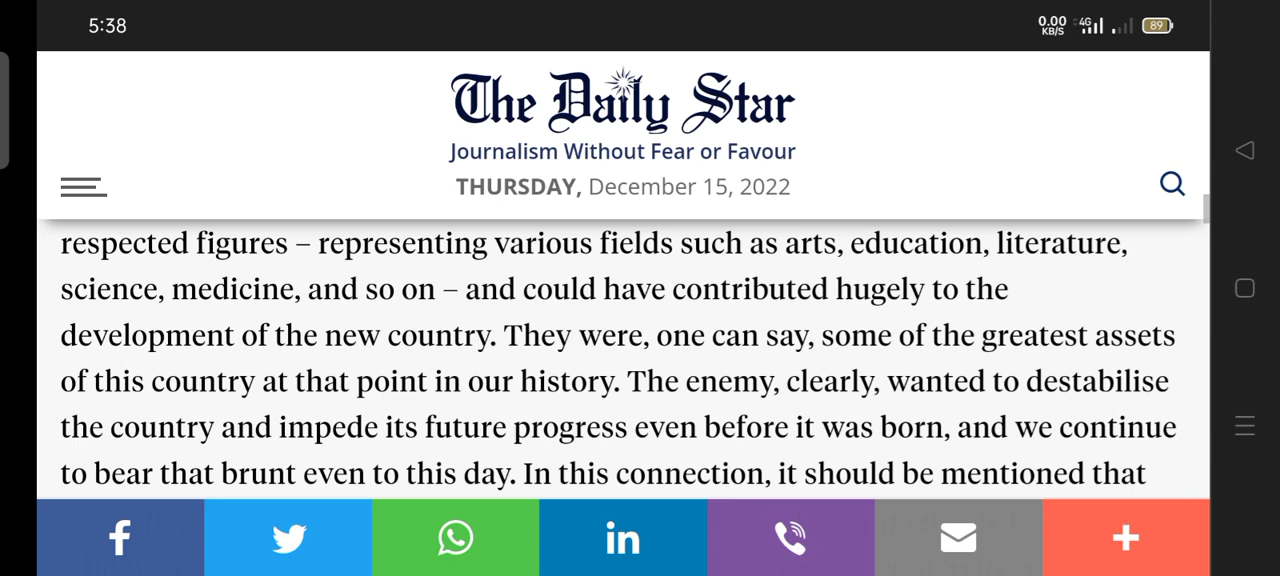 5:38
0.00 KB/S 4G 89
The Daily Star
Journalism Without Fear or Favour
THURSDAY, December 15, 2022
respected figures – representing various fields such as arts, education, literature,
science, medicine, and so on – and could have contributed hugely to the
development of the new country. They were, one can say, some of the greatest assets
of this country at that point in our history. The enemy, clearly, wanted to destabilise
the country and impede its future progress even before it was born, and we continue
to bear that brunt even to this day. In this connection, it should be mentioned that